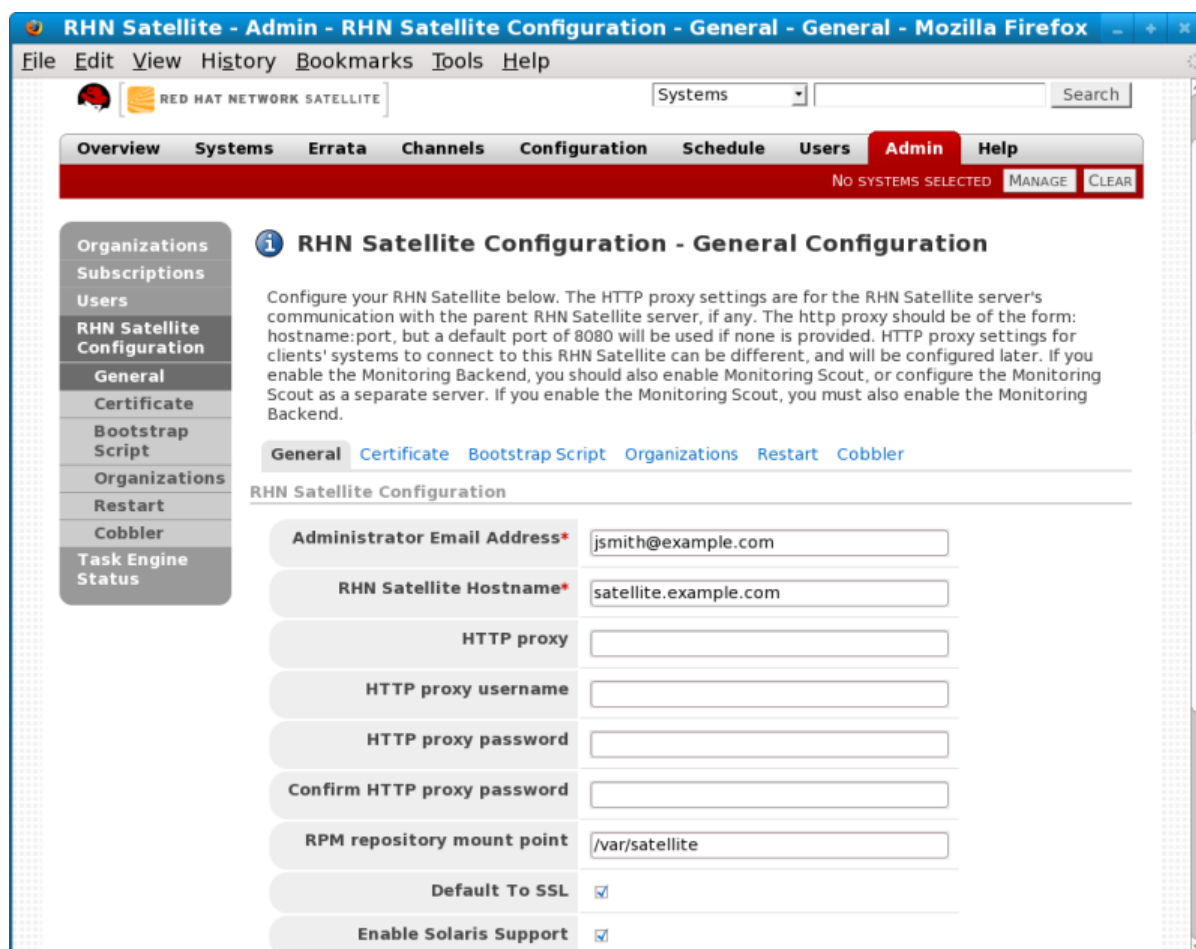 RHN Satellite - Admin - RHN Satellite Configuration - General - General - Mozilla Firefox
File Edit View History Bookmarks Tools Help
RED HAT NETWORK SATELLITE
Systems
Search
Overview Systems Errata Channels Configuration Schedule Users Admin Help
NO SYSTEMS SELECTED MANAGE CLEAR
Organizations
Subscriptions
Users
RHN Satellite
Configuration
General
Certificate
Bootstrap
Script
Organizations
Restart
Cobbler
Task Engine
Status
RHN Satellite Configuration - General Configuration
Configure your RHN Satellite below. The HTTP proxy settings are for the RHN Satellite server's
communication with the parent RHN Satellite server, if any. The http proxy should be of the form:
hostname:port, but a default port of 8080 will be used if none is provided. HTTP proxy settings for
clients' systems to connect to this RHN Satellite can be different, and will be configured later. If you
enable the Monitoring Backend, you should also enable Monitoring Scout, or configure the Monitoring
Scout as a separate server. If you enable the Monitoring Scout, you must also enable the Monitoring
Backend.
General Certificate Bootstrap Script Organizations Restart Cobbler
RHN Satellite Configuration
Administrator Email Address* jsmith@example.com
RHN Satellite Hostname* satellite.example.com
HTTP proxy
HTTP proxy username
HTTP proxy password
Confirm HTTP proxy password
RPM repository mount point /var/satellite
Default To SSL
Enable Solaris Support